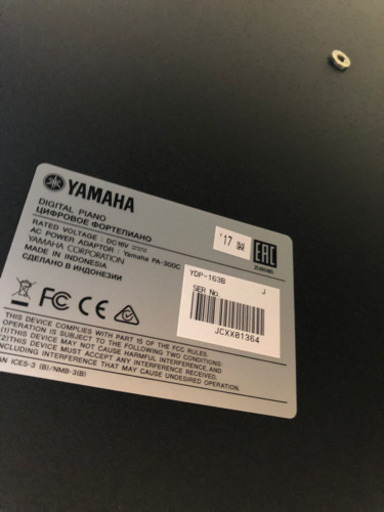 YAMAHA
DIGITAL PIANO
ЦИФРОВОЕ ФОРТЕПИАНО
RATED VOLTAGE : DC16V
AC POWER ADAPTOR : Yamaha PA-300C
YAMAHA CORPORATION
MADE IN INDONESIA
СДЕЛАНО В ИНДОНЕЗИИ
'17 製
EAC
YDP-163B J
SER No.
JCXX01364
FC CE
THIS DEVICE COMPLIES WITH PART 15 OF THE FCC RULES.
OPERATION IS SUBJECT TO THE FOLLOWING TWO CONDITIONS:
(1)THIS DEVICE MAY NOT CAUSE HARMFUL INTERFERENCE, AND
(2)THIS DEVICE MUST ACCEPT ANY INTERFERENCE RECEIVED,
INCLUDING INTERFERENCE THAT MAY CAUSE UNDESIRED OPERATION.
AN ICES-3 (B)/NMB-3(B)